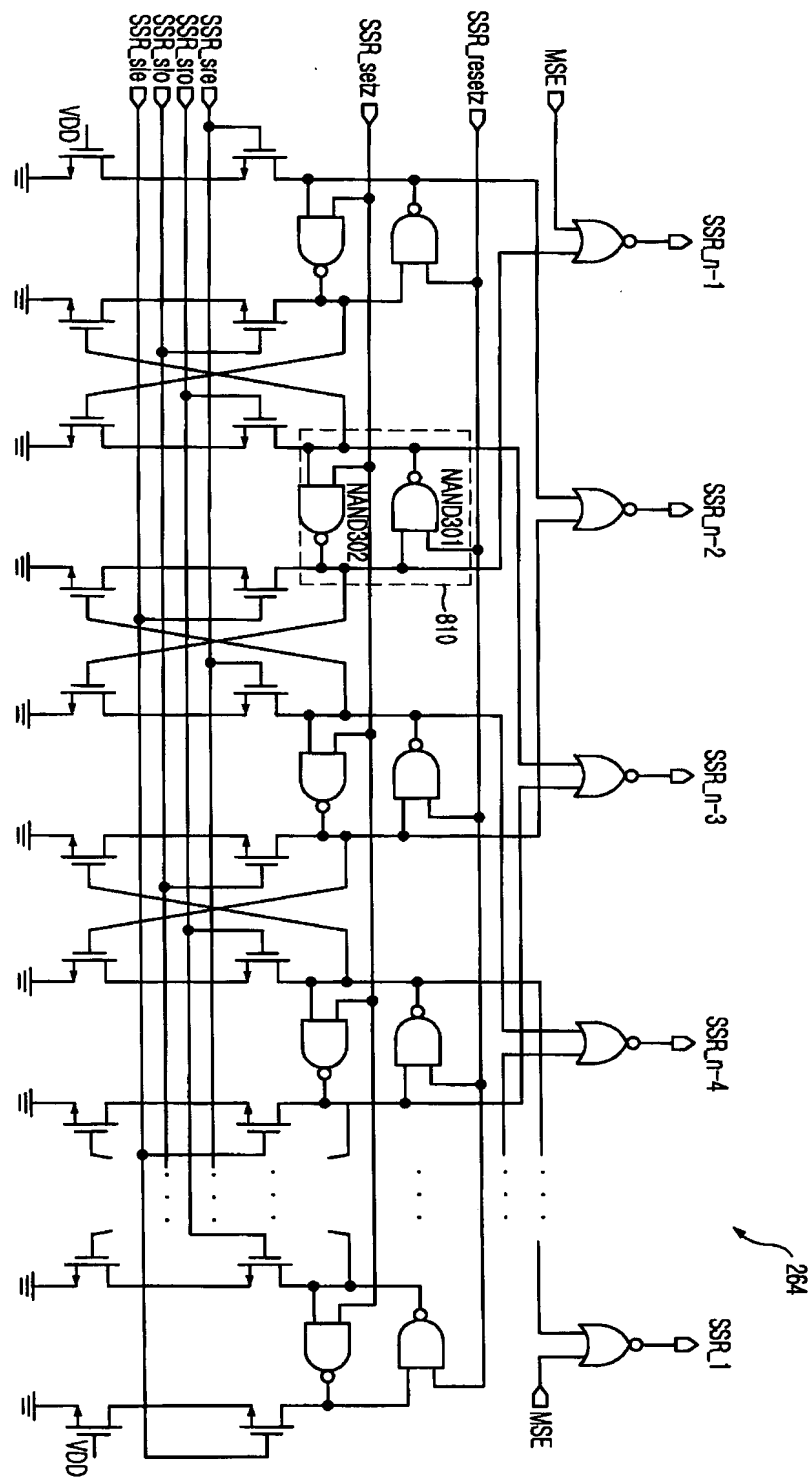 SSR_n-1
SSR_n-2
SSR_n-3
SSR_n-4
SSR_1
264
MSE
MSE
SSR_resetz
SSR_setz
NAND301
NAND302
810
SSR_sre
SSR_sro
SSR_slo
SSR_sle
VDD
VDD